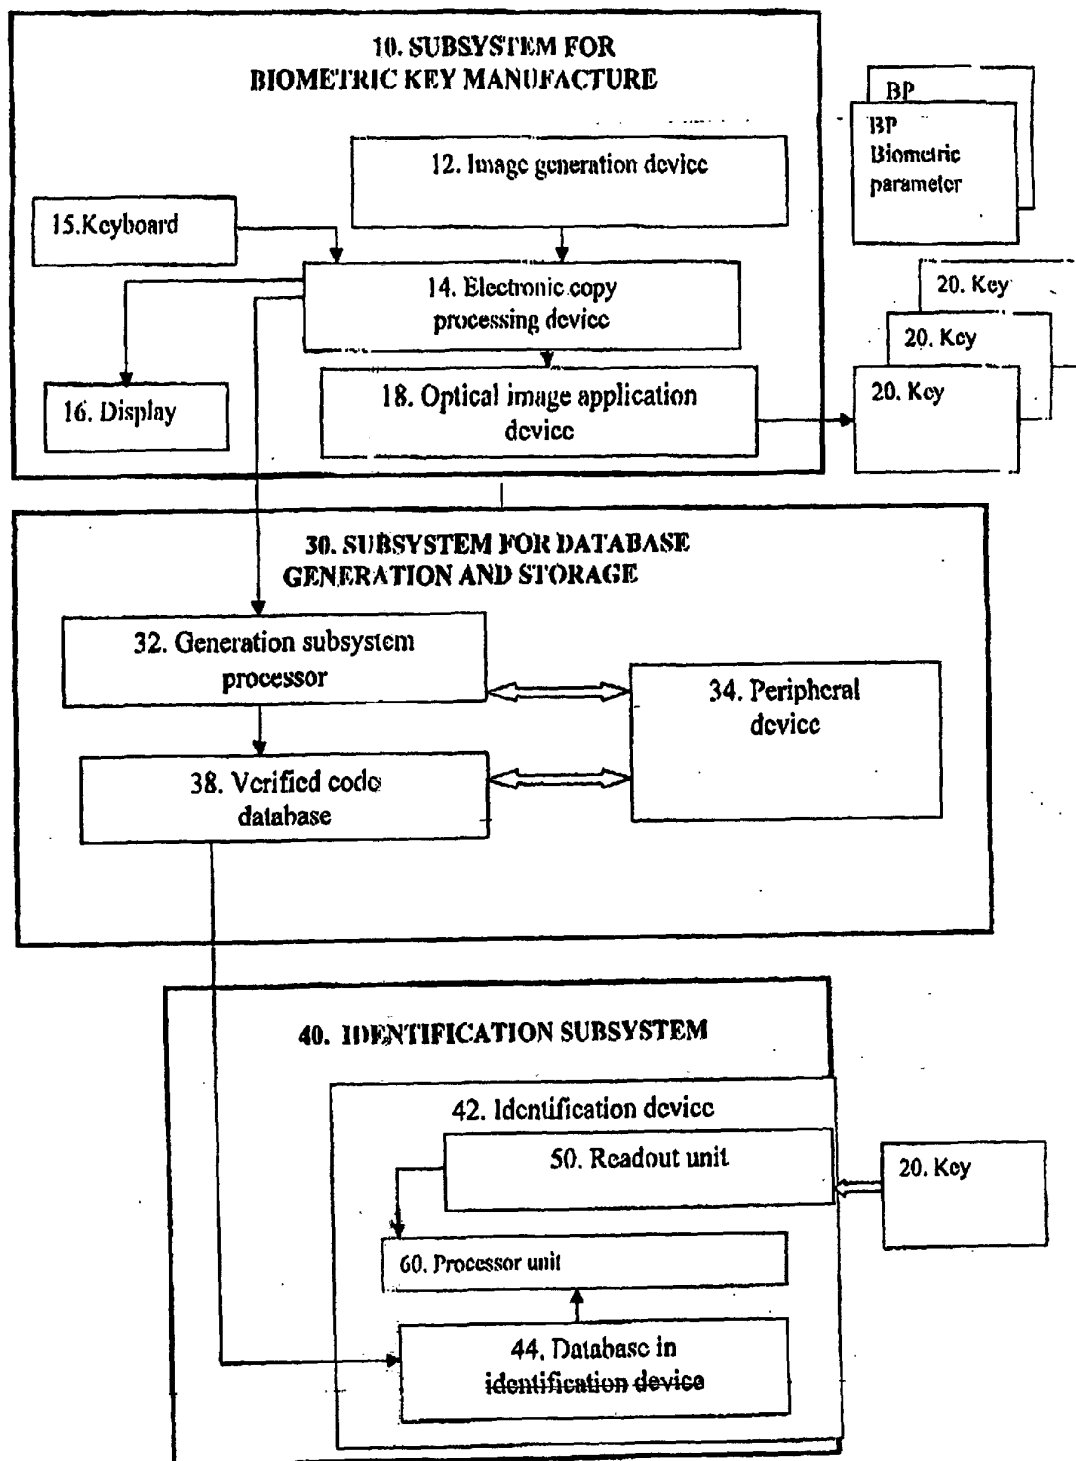 10. SUBSYSTEM FOR
BIOMETRIC KEY MANUFACTURE
12. Image generation device
15.Keyboard
14. Electronic copy
processing device
16. Display
18. Optical image application
device
BP
BP
Biometric
parameter
20. Key
20. Key
20. Key
30. SUBSYSTEM FOR DATABASE
GENERATION AND STORAGE
32. Generation subsystem
processor
34. Peripheral
device
38. Verified code
database
40. IDENTIFICATION SUBSYSTEM
42. Identification device
50. Readout unit
20. Key
60. Processor unit
44. Database in
identification device